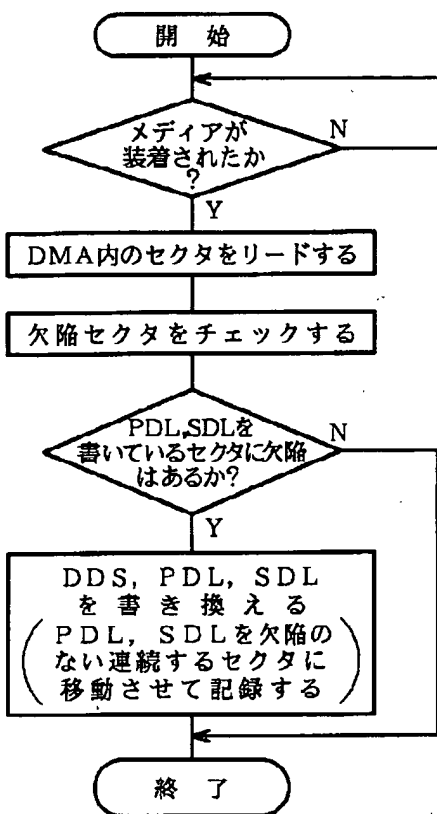 開 始
メディアが
装着されたか
?
N
Y
DMA内のセクタをリードする
欠陥セクタをチェックする
PDL,SDLを
書いているセクタに欠陥
はあるか?
N
Y
DDS, PDL, SDL
を書き換える
(PDL, SDLを欠陥の
ない連続するセクタに
移動させて記録する)
終 了